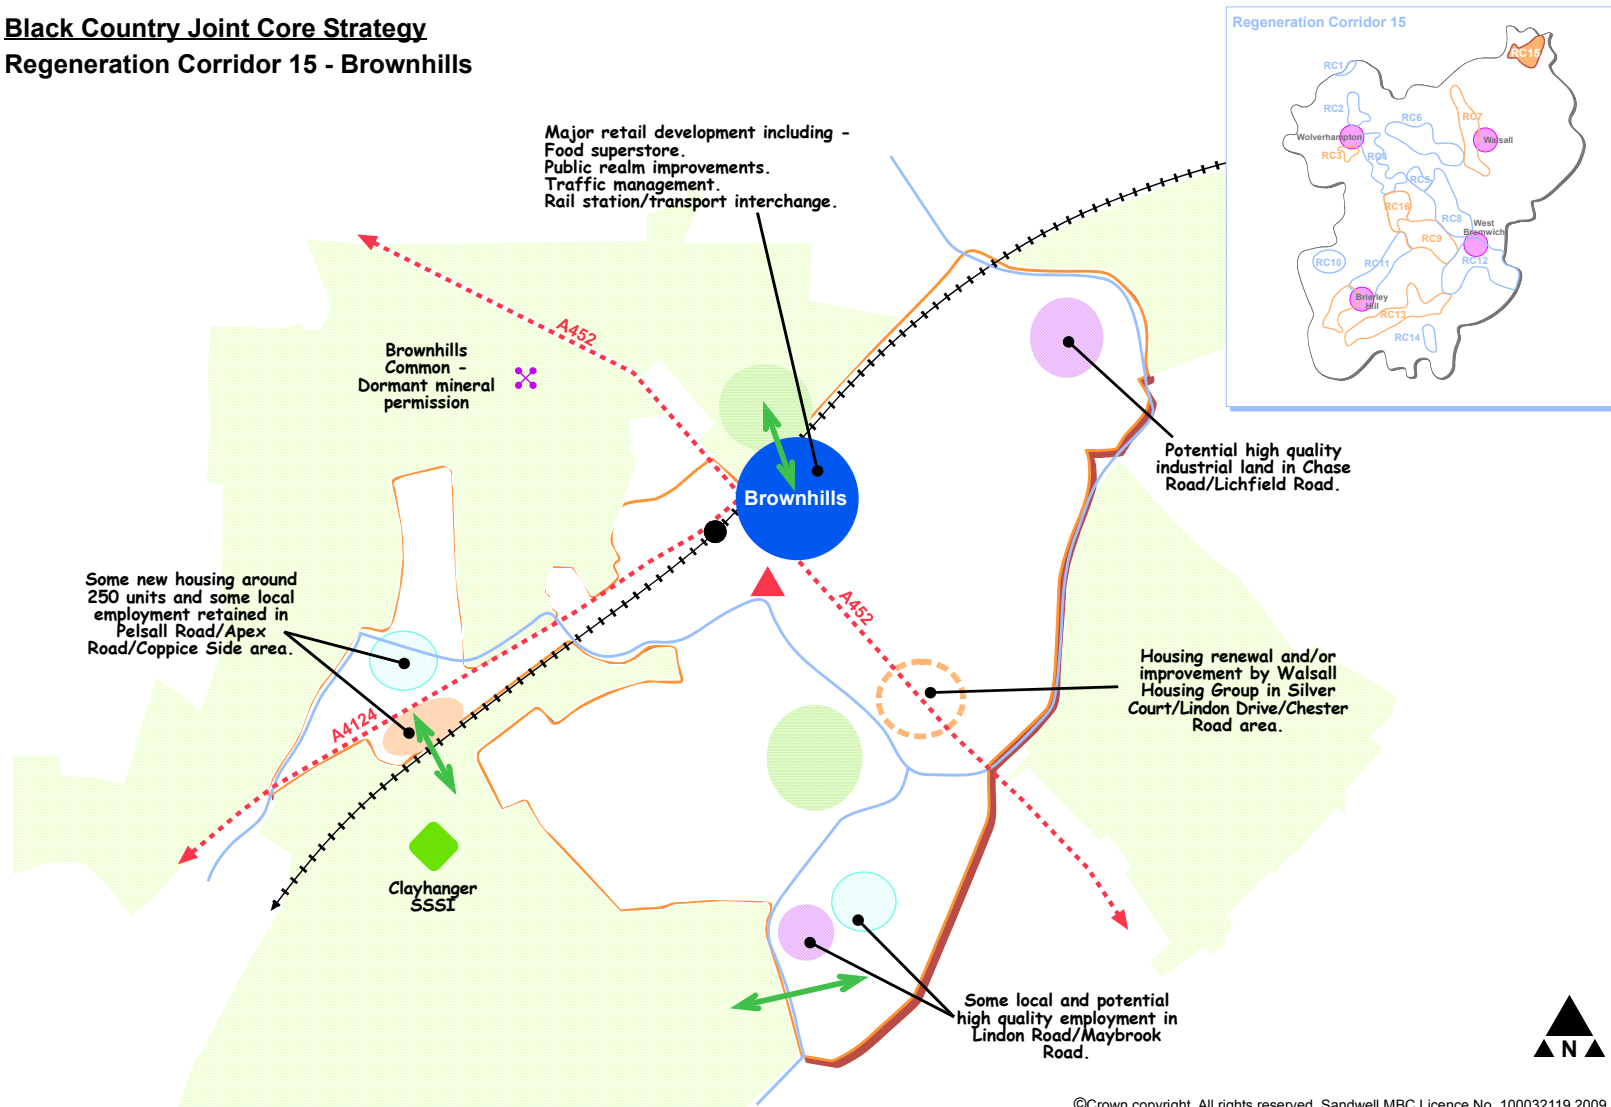 Black Country Joint Core Strategy
Regeneration Corridor 15 - Brownhills
Regeneration Corridor 15
RC15
RC1
RC2
RC6
RC7
Wolverhampton
Walsall
RC3
RC4
RC5
RC16
RC8
West
Bromwich
RC9
RC10
RC11
RC12
Brierley
Hill
RC13
RC14
Major retail development including -
Food superstore.
Public realm improvements.
Traffic management.
Rail station/transport interchange.
A452
Brownhills
Common -
Dormant mineral
permission
Brownhills
Potential high quality
industrial land in Chase
Road/Lichfield Road.
Some new housing around
250 units and some local
employment retained in
Pelsall Road/Apex
Road/Coppice Side area.
A452
Housing renewal and/or
improvement by Walsall
Housing Group in Silver
Court/Lindon Drive/Chester
Road area.
A4124
Clayhanger
SSSI
Some local and potential
high quality employment in
Lindon Road/Maybrook
Road.
N
©Crown copyright. All rights reserved. Sandwell MBC Licence No. 100032119 2009